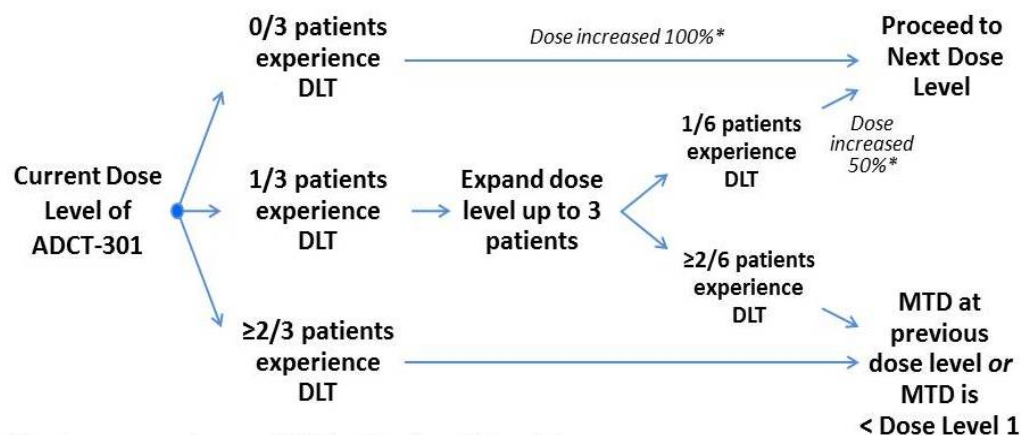 0/3 patients
experience
DLT
Dose increased 100%*
Proceed to
Next Dose
Level
1/6 patients
experience
DLT
Dose
increased
50%*
Current Dose
Level of
ADCT-301
1/3 patients
experience
DLT
Expand dose
level up to 3
patients
≥2/6 patients
experience
DLT
≥2/3 patients
experience
DLT
MTD at
previous
dose level or
MTD is
< Dose Level 1